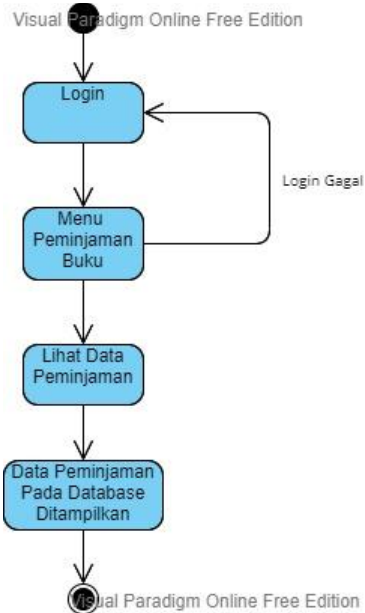 Visual Paradigm Online Free Edition
Login
Login Gagal
Menu
Peminjaman
Buku
Lihat Data
Peminjaman
Data Peminjaman
Pada Database
Ditampilkan
Visual Paradigm Online Free Edition